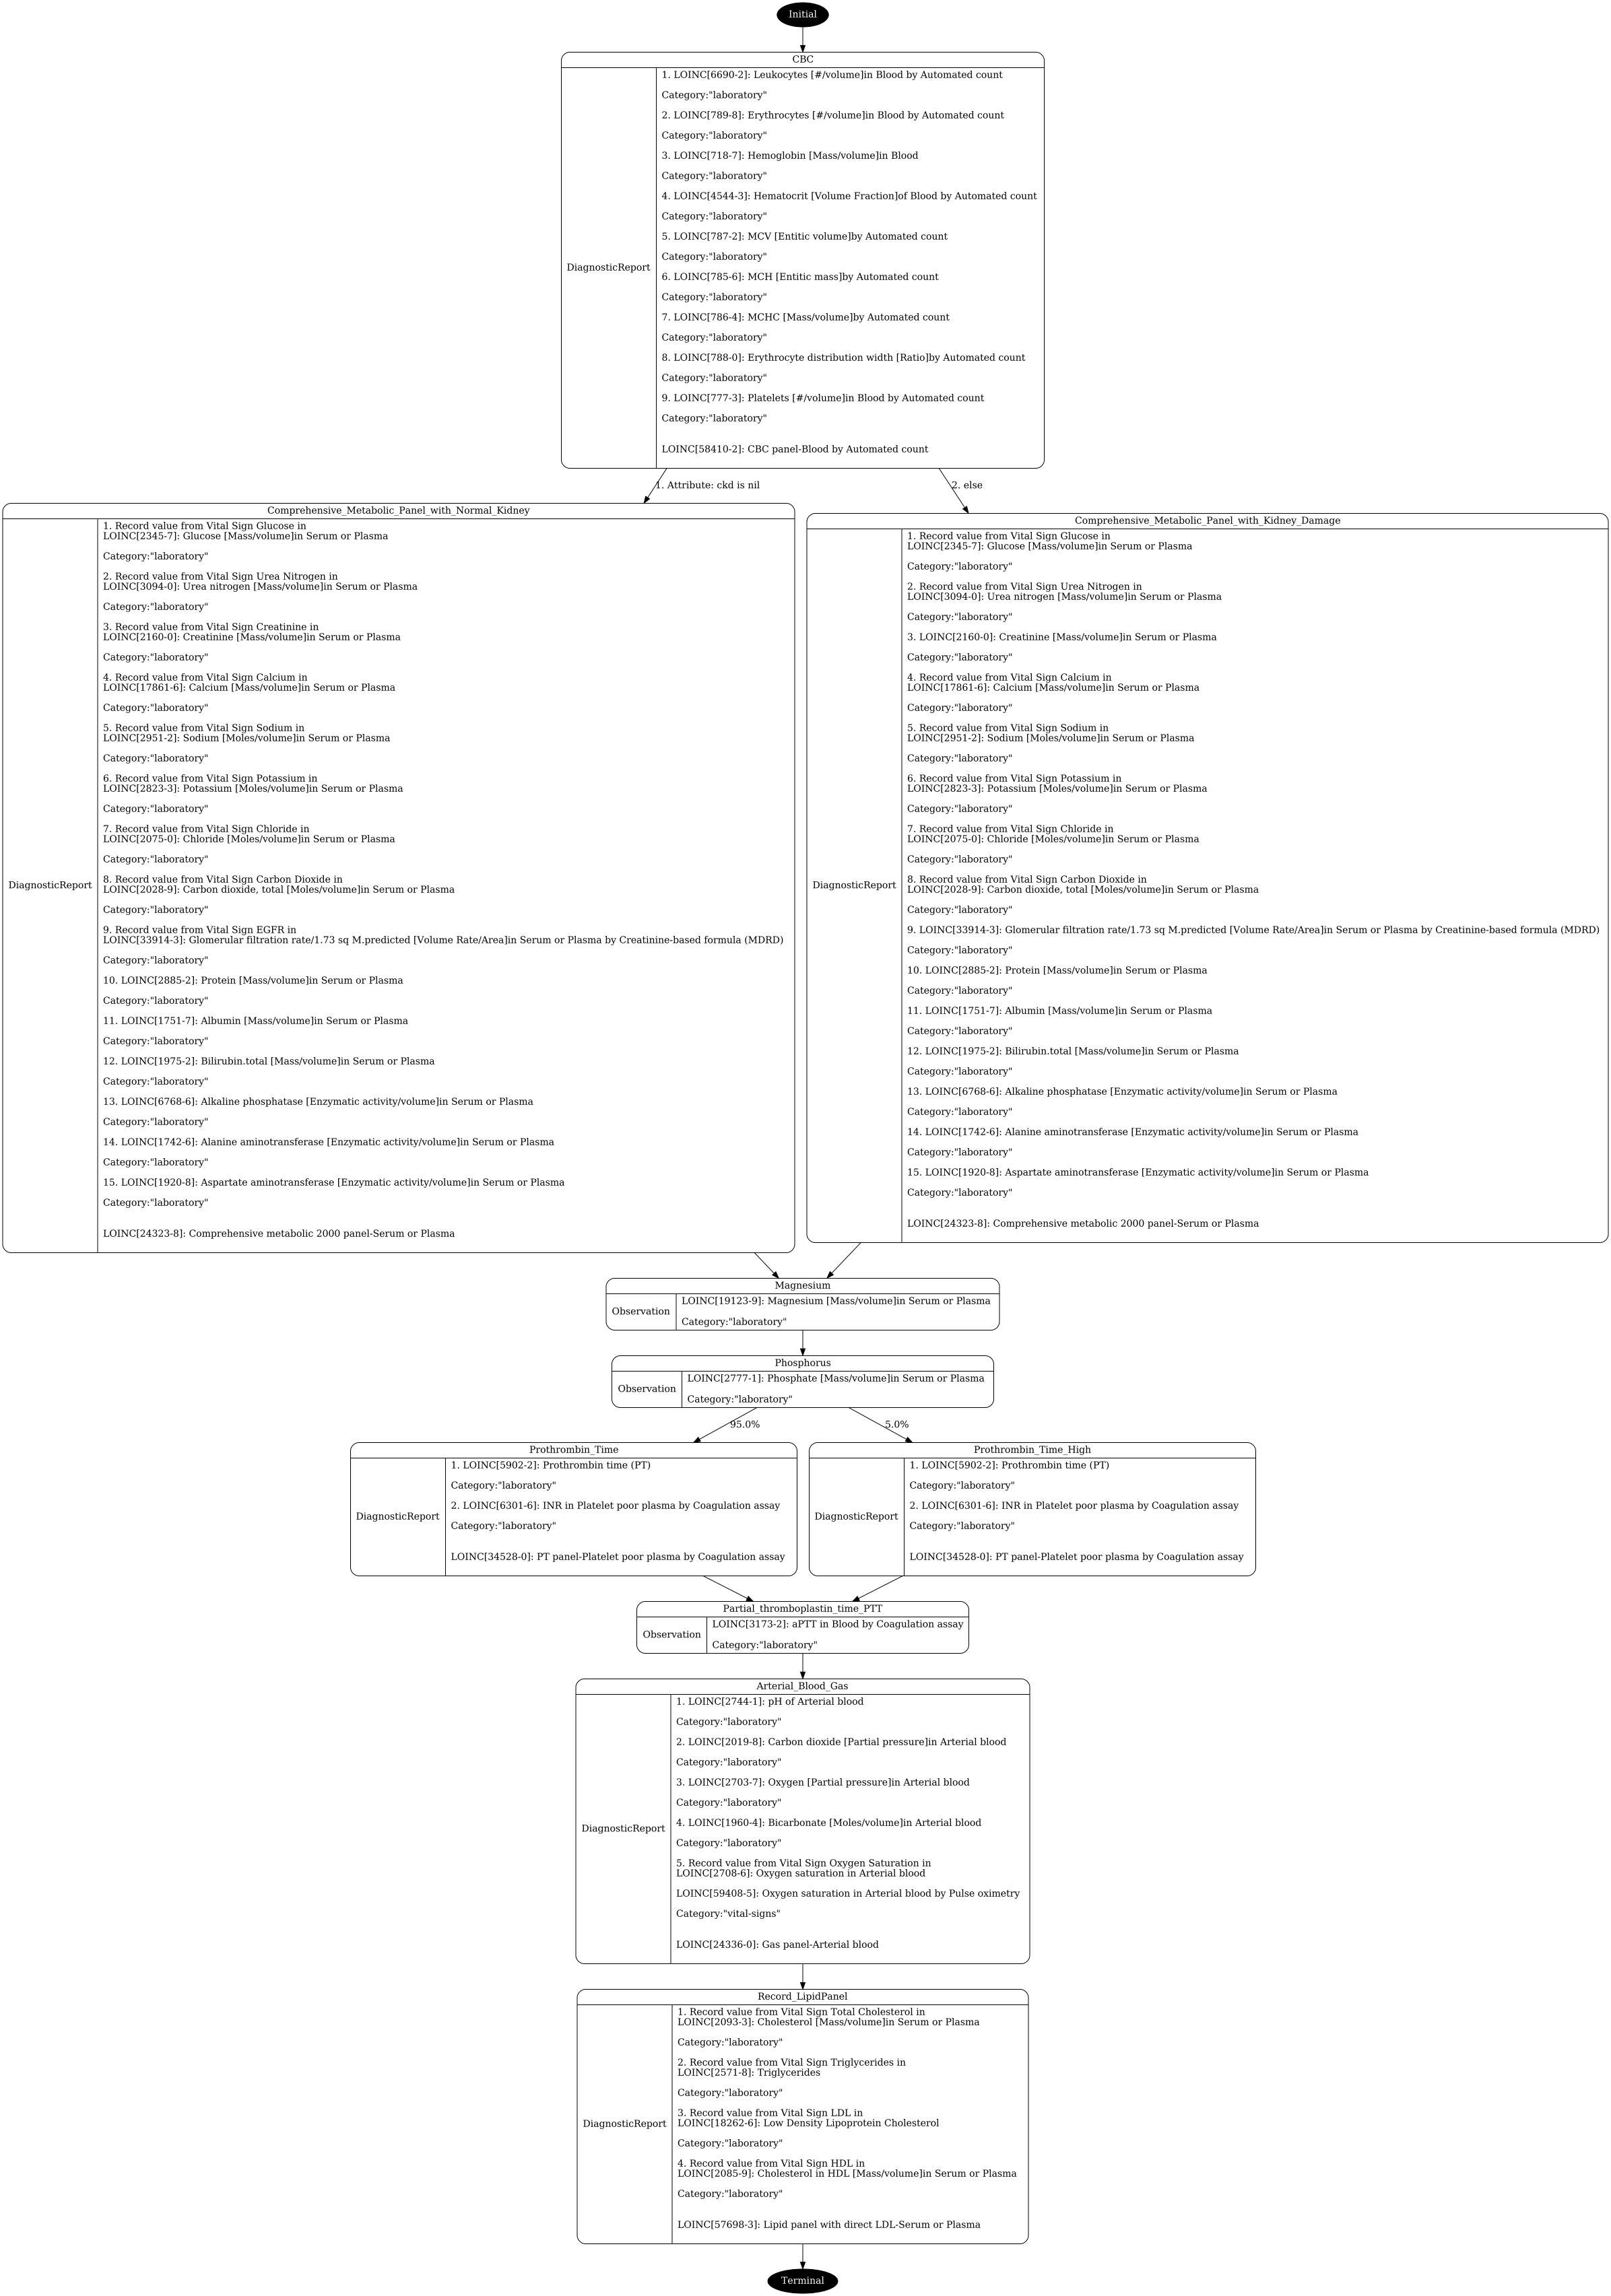 Initial
CBC
DiagnosticReport
1. LOINC[6690-2]: Leukocytes [#/volume]in Blood by Automated count
Category:"laboratory"
2. LOINC[789-8]: Erythrocytes [#/volume]in Blood by Automated count
Category:"laboratory"
3. LOINC[718-7]: Hemoglobin [Mass/volume]in Blood
Category:"laboratory"
4. LOINC[4544-3]: Hematocrit [Volume Fraction]of Blood by Automated count
Category:"laboratory"
5. LOINC[787-2]: MCV [Entitic volume]by Automated count
Category:"laboratory"
6. LOINC[785-6]: MCH [Entitic mass]by Automated count
Category:"laboratory"
7. LOINC[786-4]: MCHC [Mass/volume]by Automated count
Category:"laboratory"
8. LOINC[788-0]: Erythrocyte distribution width [Ratio]by Automated count
Category:"laboratory"
9. LOINC[777-3]: Platelets [#/volume]in Blood by Automated count
Category:"laboratory"
LOINC[58410-2]: CBC panel-Blood by Automated count
1. Attribute: ckd is nil
2. else
Comprehensive_Metabolic_Panel_with_Normal_Kidney
DiagnosticReport
1. Record value from Vital Sign Glucose in
LOINC[2345-7]: Glucose [Mass/volume]in Serum or Plasma
Category:"laboratory"
2. Record value from Vital Sign Urea Nitrogen in
LOINC[3094-0]: Urea nitrogen [Mass/volume]in Serum or Plasma
Category:"laboratory"
3. Record value from Vital Sign Creatinine in
LOINC[2160-0]: Creatinine [Mass/volume]in Serum or Plasma
Category:"laboratory"
4. Record value from Vital Sign Calcium in
LOINC[17861-6]: Calcium [Mass/volume]in Serum or Plasma
Category:"laboratory"
5. Record value from Vital Sign Sodium in
LOINC[2951-2]: Sodium [Moles/volume]in Serum or Plasma
Category:"laboratory"
6. Record value from Vital Sign Potassium in
LOINC[2823-3]: Potassium [Moles/volume]in Serum or Plasma
Category:"laboratory"
7. Record value from Vital Sign Chloride in
LOINC[2075-0]: Chloride [Moles/volume]in Serum or Plasma
Category:"laboratory"
8. Record value from Vital Sign Carbon Dioxide in
LOINC[2028-9]: Carbon dioxide, total [Moles/volume]in Serum or Plasma
Category:"laboratory"
9. Record value from Vital Sign EGFR in
LOINC[33914-3]: Glomerular filtration rate/1.73 sq M.predicted [Volume Rate/Area]in Serum or Plasma by Creatinine-based formula (MDRD)
Category:"laboratory"
10. LOINC[2885-2]: Protein [Mass/volume]in Serum or Plasma
Category:"laboratory"
11. LOINC[1751-7]: Albumin [Mass/volume]in Serum or Plasma
Category:"laboratory"
12. LOINC[1975-2]: Bilirubin.total [Mass/volume]in Serum or Plasma
Category:"laboratory"
13. LOINC[6768-6]: Alkaline phosphatase [Enzymatic activity/volume]in Serum or Plasma
Category:"laboratory"
14. LOINC[1742-6]: Alanine aminotransferase [Enzymatic activity/volume]in Serum or Plasma
Category:"laboratory"
15. LOINC[1920-8]: Aspartate aminotransferase [Enzymatic activity/volume]in Serum or Plasma
Category:"laboratory"
LOINC[24323-8]: Comprehensive metabolic 2000 panel-Serum or Plasma
Comprehensive_Metabolic_Panel_with_Kidney_Damage
DiagnosticReport
1. Record value from Vital Sign Glucose in
LOINC[2345-7]: Glucose [Mass/volume]in Serum or Plasma
Category:"laboratory"
2. Record value from Vital Sign Urea Nitrogen in
LOINC[3094-0]: Urea nitrogen [Mass/volume]in Serum or Plasma
Category:"laboratory"
3. LOINC[2160-0]: Creatinine [Mass/volume]in Serum or Plasma
Category:"laboratory"
4. Record value from Vital Sign Calcium in
LOINC[17861-6]: Calcium [Mass/volume]in Serum or Plasma
Category:"laboratory"
5. Record value from Vital Sign Sodium in
LOINC[2951-2]: Sodium [Moles/volume]in Serum or Plasma
Category:"laboratory"
6. Record value from Vital Sign Potassium in
LOINC[2823-3]: Potassium [Moles/volume]in Serum or Plasma
Category:"laboratory"
7. Record value from Vital Sign Chloride in
LOINC[2075-0]: Chloride [Moles/volume]in Serum or Plasma
Category:"laboratory"
8. Record value from Vital Sign Carbon Dioxide in
LOINC[2028-9]: Carbon dioxide, total [Moles/volume]in Serum or Plasma
Category:"laboratory"
9. LOINC[33914-3]: Glomerular filtration rate/1.73 sq M.predicted [Volume Rate/Area]in Serum or Plasma by Creatinine-based formula (MDRD)
Category:"laboratory"
10. LOINC[2885-2]: Protein [Mass/volume]in Serum or Plasma
Category:"laboratory"
11. LOINC[1751-7]: Albumin [Mass/volume]in Serum or Plasma
Category:"laboratory"
12. LOINC[1975-2]: Bilirubin.total [Mass/volume]in Serum or Plasma
Category:"laboratory"
13. LOINC[6768-6]: Alkaline phosphatase [Enzymatic activity/volume]in Serum or Plasma
Category:"laboratory"
14. LOINC[1742-6]: Alanine aminotransferase [Enzymatic activity/volume]in Serum or Plasma
Category:"laboratory"
15. LOINC[1920-8]: Aspartate aminotransferase [Enzymatic activity/volume]in Serum or Plasma
Category:"laboratory"
LOINC[24323-8]: Comprehensive metabolic 2000 panel-Serum or Plasma
Magnesium
Observation
LOINC[19123-9]: Magnesium [Mass/volume]in Serum or Plasma
Category:"laboratory"
Phosphorus
Observation
LOINC[2777-1]: Phosphate [Mass/volume]in Serum or Plasma
Category:"laboratory"
95.0%
5.0%
Prothrombin_Time
DiagnosticReport
1. LOINC[5902-2]: Prothrombin time (PT)
Category:"laboratory"
2. LOINC[6301-6]: INR in Platelet poor plasma by Coagulation assay
Category:"laboratory"
LOINC[34528-0]: PT panel-Platelet poor plasma by Coagulation assay
Prothrombin_Time_High
DiagnosticReport
1. LOINC[5902-2]: Prothrombin time (PT)
Category:"laboratory"
2. LOINC[6301-6]: INR in Platelet poor plasma by Coagulation assay
Category:"laboratory"
LOINC[34528-0]: PT panel-Platelet poor plasma by Coagulation assay
Partial_thromboplastin_time_PTT
Observation
LOINC[3173-2]: aPTT in Blood by Coagulation assay
Category:"laboratory"
Arterial_Blood_Gas
DiagnosticReport
1. LOINC[2744-1]: pH of Arterial blood
Category:"laboratory"
2. LOINC[2019-8]: Carbon dioxide [Partial pressure]in Arterial blood
Category:"laboratory"
3. LOINC[2703-7]: Oxygen [Partial pressure]in Arterial blood
Category:"laboratory"
4. LOINC[1960-4]: Bicarbonate [Moles/volume]in Arterial blood
Category:"laboratory"
5. Record value from Vital Sign Oxygen Saturation in
LOINC[2708-6]: Oxygen saturation in Arterial blood
LOINC[59408-5]: Oxygen saturation in Arterial blood by Pulse oximetry
Category:"vital-signs"
LOINC[24336-0]: Gas panel-Arterial blood
Record_LipidPanel
DiagnosticReport
1. Record value from Vital Sign Total Cholesterol in
LOINC[2093-3]: Cholesterol [Mass/volume]in Serum or Plasma
Category:"laboratory"
2. Record value from Vital Sign Triglycerides in
LOINC[2571-8]: Triglycerides
Category:"laboratory"
3. Record value from Vital Sign LDL in
LOINC[18262-6]: Low Density Lipoprotein Cholesterol
Category:"laboratory"
4. Record value from Vital Sign HDL in
LOINC[2085-9]: Cholesterol in HDL [Mass/volume]in Serum or Plasma
Category:"laboratory"
LOINC[57698-3]: Lipid panel with direct LDL-Serum or Plasma
Terminal